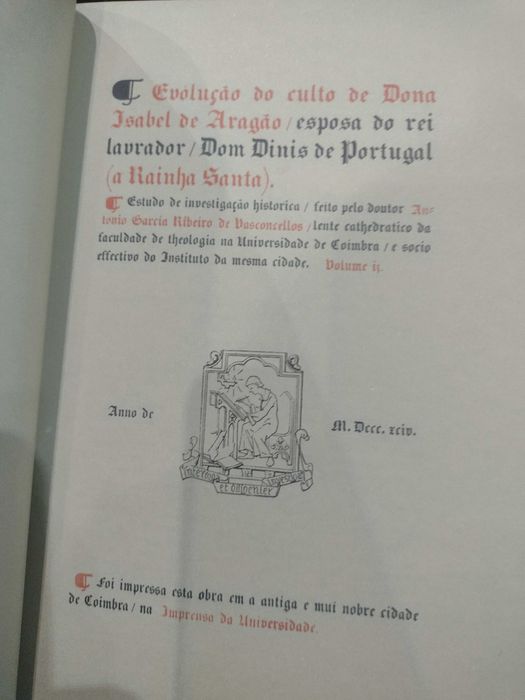 Evolução do culto de Dona
Isabel de Aragão / esposa do rei
lavrador / Dom Dinis de Portugal
(a Rainha Santa).
Estudo de investigação historica / feito pelo doutor An-
tonio Garcia Ribeiro de Vasconcellos / lente cathedratico da
faculdade de theologia na Universidade de Coimbra / e socio
effectivo do Instituto da mesma cidade. Volume ij.
Anno de
M. Dccc. xciv.
et diligenter
Foi impressa esta obra em a antiga e mui nobre cidade
de Coimbra / na Imprensa da Universidade.